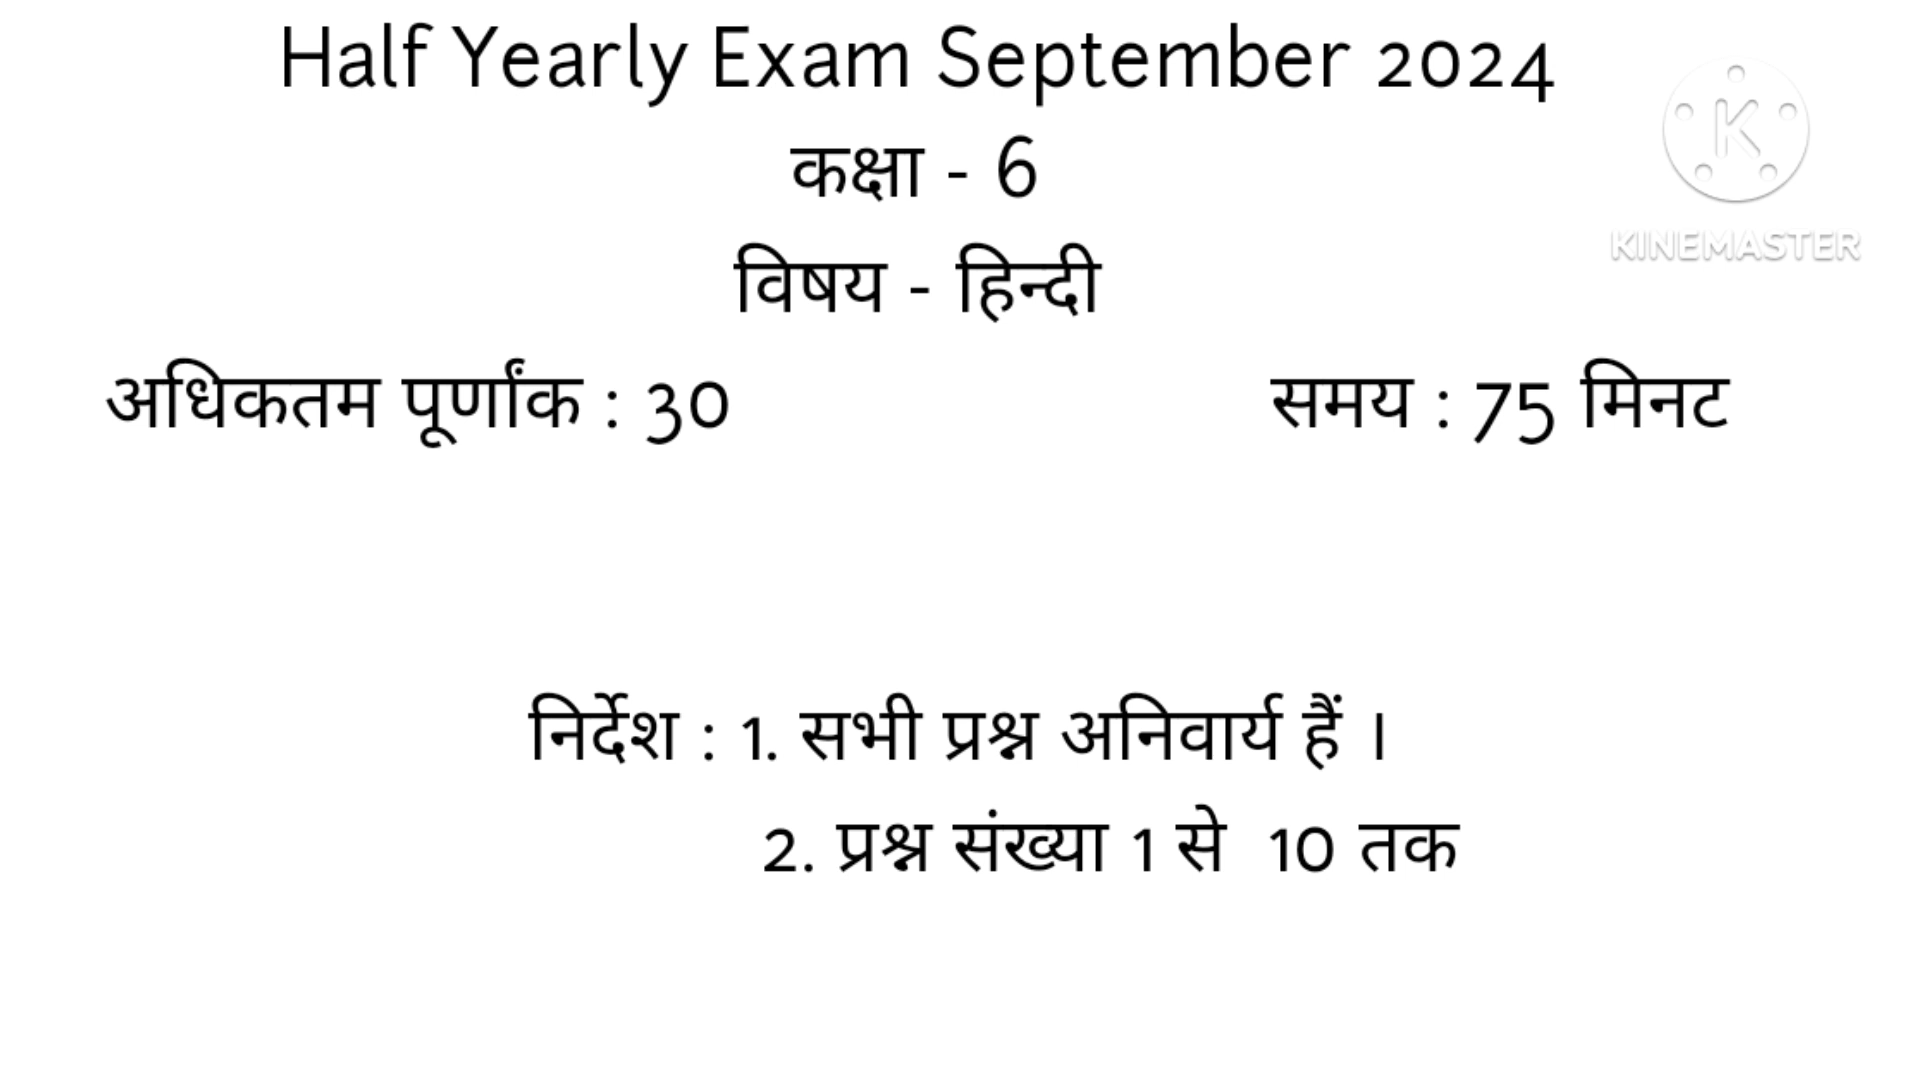 Half Yearly Exam September 2024
कक्षा - 6
विषय - हिन्दी
अधिकतम पूर्णांक : 30 समय : 75 मिनट
निर्देश : 1. सभी प्रश्न अनिवार्य हैं ।
2. प्रश्न संख्या 1 से 10 तक
K
KINEMASTER